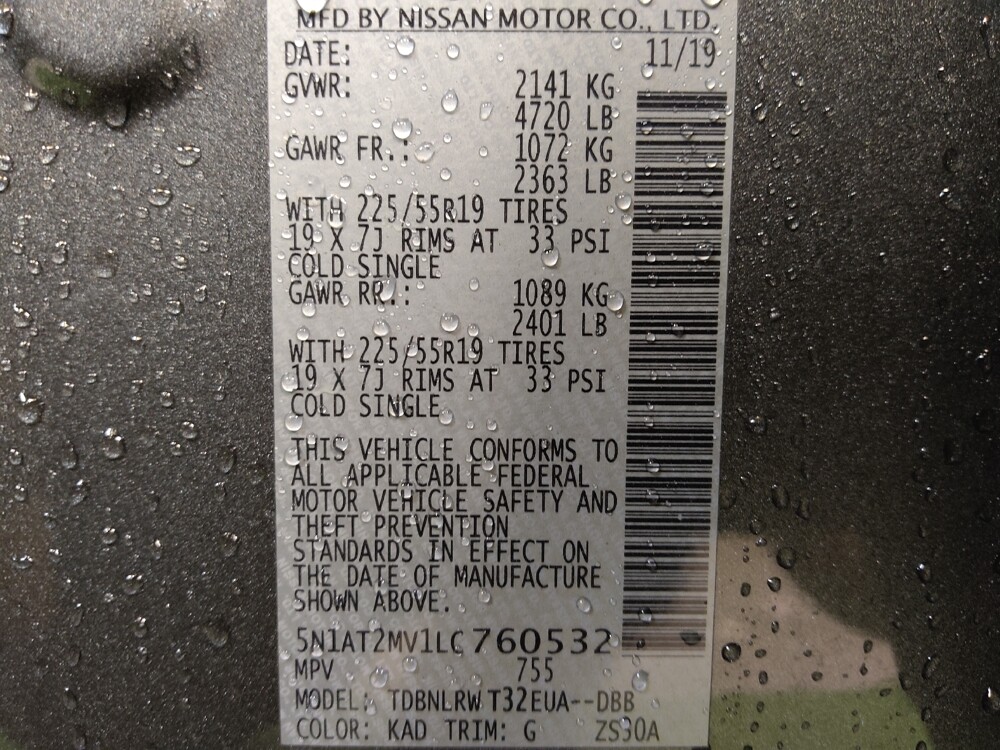 MFD BY NISSAN MOTOR CO., LTD.
DATE: 11/19
GVWR: 2141 KG
4720 LB
GAWR FR.: 1072 KG
2363 LB
WITH 225/55R19 TIRES
19 X 7J RIMS AT 33 PSI
COLD SINGLE
GAWR RR.: 1089 KG
2401 LB
WITH 225/55R19 TIRES
19 X 7J RIMS AT 33 PSI
COLD SINGLE
THIS VEHICLE CONFORMS TO
ALL APPLICABLE FEDERAL
MOTOR VEHICLE SAFETY AND
THEFT PREVENTION
STANDARDS IN EFFECT ON
THE DATE OF MANUFACTURE
SHOWN ABOVE.
5N1AT2MV1LC760532
MPV 755
MODEL: TDBNLRW T32EUA--DBB
COLOR: KAD TRIM: G ZS30A